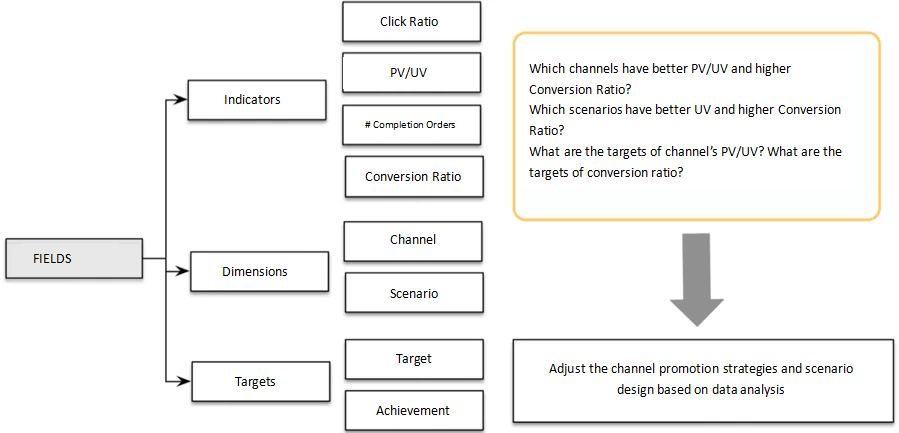 FIELDS
Indicators
Click Ratio
PV/UV
# Completion Orders
Conversion Ratio
Dimensions
Channel
Scenario
Targets
Target
Achievement
Which channels have better PV/UV and higher
Conversion Ratio?
Which scenarios have better UV and higher Conversion
Ratio?
What are the targets of channel’s PV/UV? What are the
targets of conversion ratio?
Adjust the channel promotion strategies and scenario
design based on data analysis